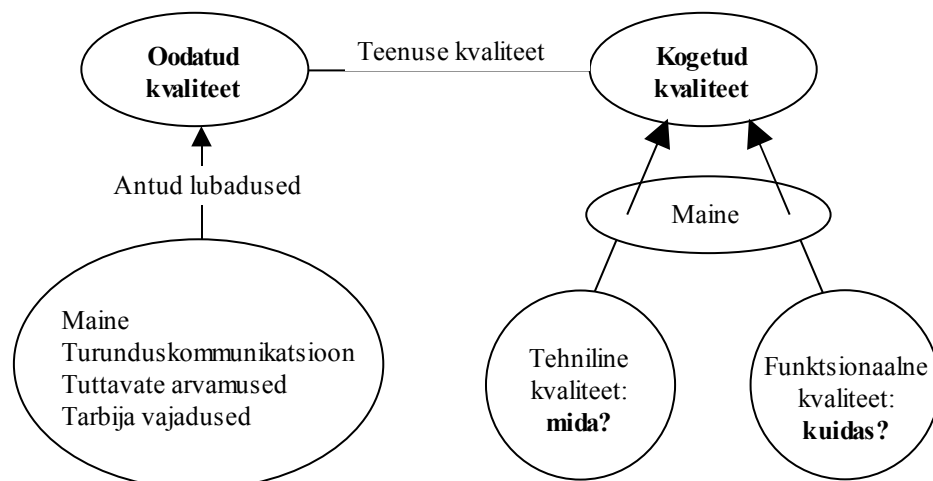 Oodatud
kvaliteet
Teenuse kvaliteet
Kogetud
kvaliteet
Antud lubadused
Maine
Maine
Turunduskommunikatsioon
Tuttavate arvamused
Tarbija vajadused
Tehniline
kvaliteet:
mida?
Funktsionaalne
kvaliteet:
kuidas?